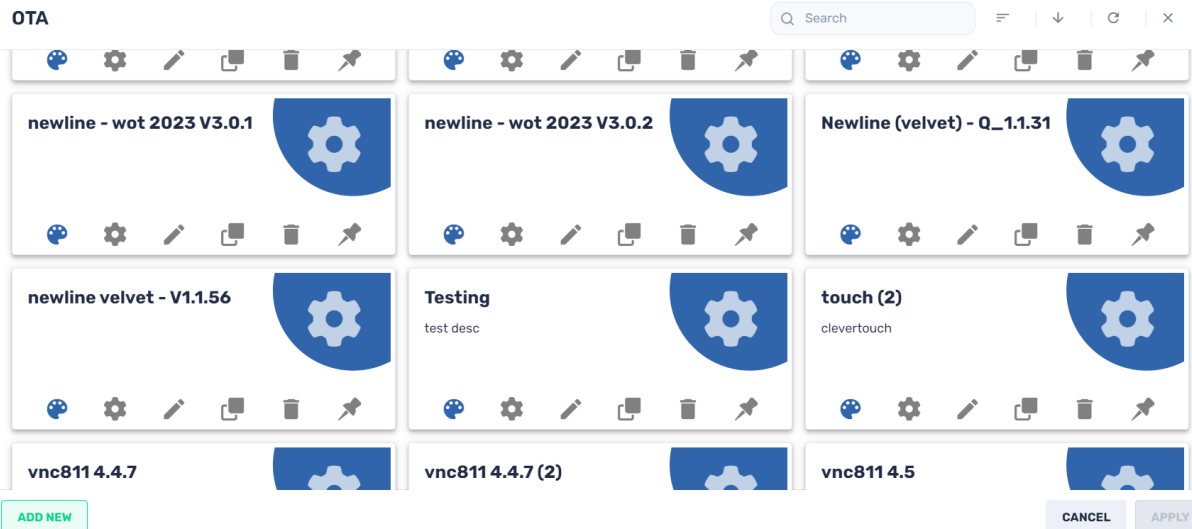 OTA
Search
newline - wot 2023 V3.0.1
newline - wot 2023 V3.0.2
Newline (velvet) - Q_1.1.31
newline velvet - V1.1.56
Testing
test desc
touch (2)
clevertouch
vnc811 4.4.7
vnc811 4.4.7 (2)
vnc811 4.5
ADD NEW
CANCEL
APPLY